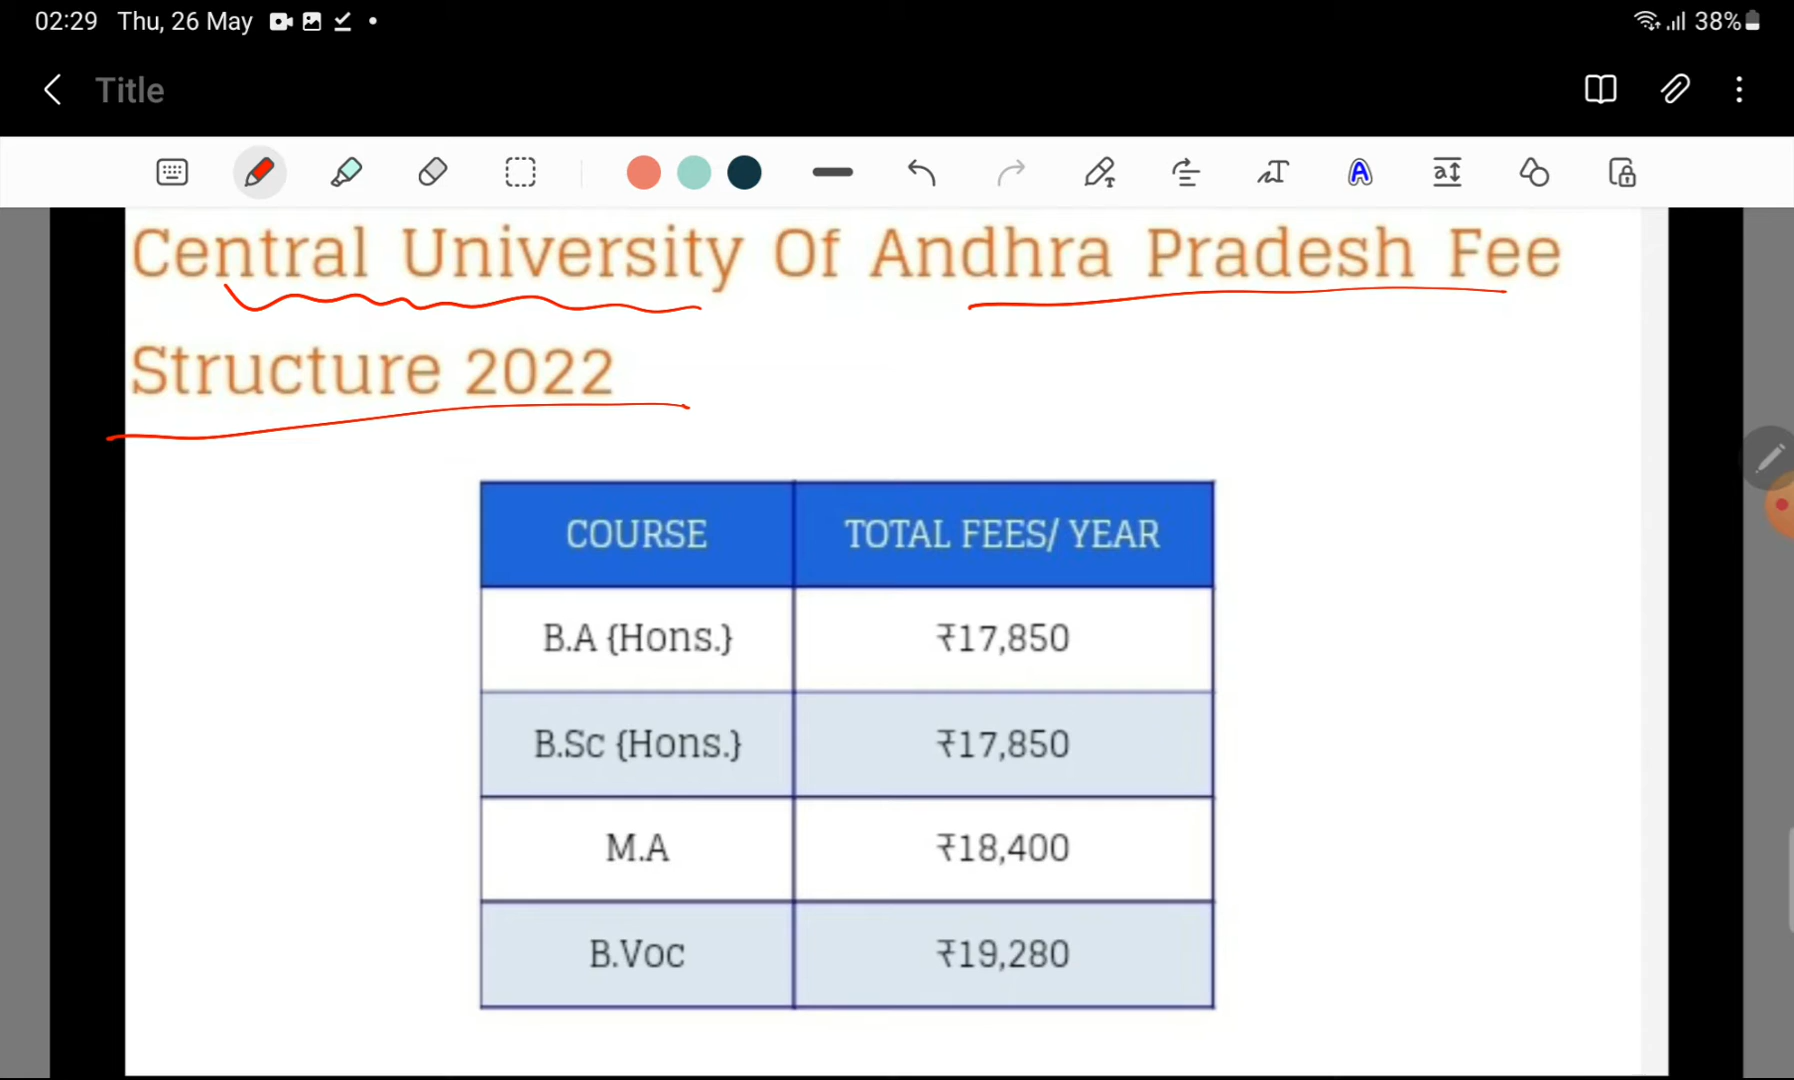 02:29 Thu, 26 May 38%
Title
Central University Of Andhra Pradesh Fee
Structure 2022
COURSE TOTAL FEES/ YEAR
B.A {Hons.} ₹17,850
B.Sc {Hons.} ₹17,850
M.A ₹18,400
B.Voc ₹19,280